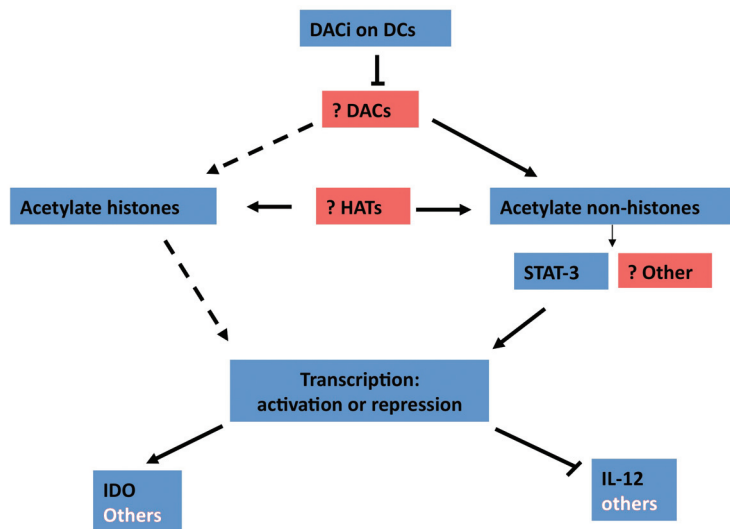 DACi on DCs
? DACs
Acetylate histones
? HATs
Acetylate non-histones
STAT-3
? Other
Transcription:
activation or repression
IDO
Others
IL-12
others